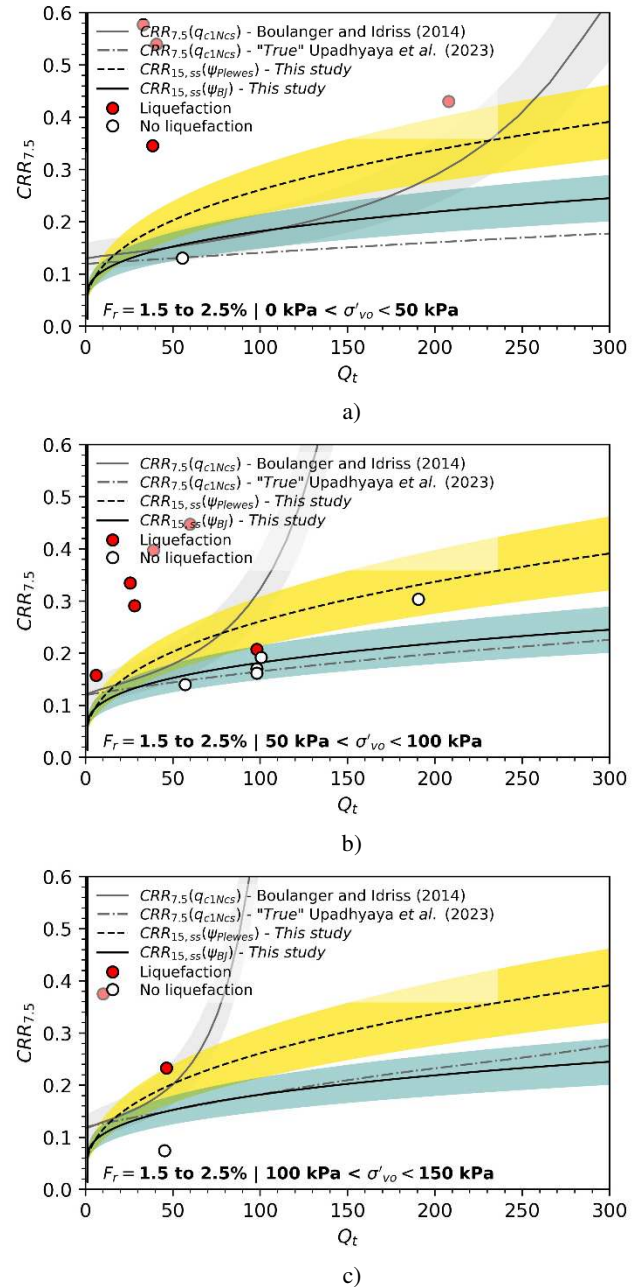 0.6
0.5
0.4
0.3
0.2
0.1
0.0
CRR7.5
CRR7.5(qc1Ncs) - Boulanger and Idriss (2014)
CRR7.5(qc1Ncs) - "True" Upadhyaya et al. (2023)
CRR15,ss(ψPlewes) - This study
CRR15,ss(ψBJ) - This study
Liquefaction
No liquefaction
Fr = 1.5 to 2.5% | 0 kPa < σ'vo < 50 kPa
0 50 100 150 200 250 300
Qt
a)
0.6
0.5
0.4
0.3
0.2
0.1
0.0
CRR7.5
CRR7.5(qc1Ncs) - Boulanger and Idriss (2014)
CRR7.5(qc1Ncs) - "True" Upadhyaya et al. (2023)
CRR15,ss(ψPlewes) - This study
CRR15,ss(ψBJ) - This study
Liquefaction
No liquefaction
Fr = 1.5 to 2.5% | 50 kPa < σ'vo < 100 kPa
0 50 100 150 200 250 300
Qt
b)
0.6
0.5
0.4
0.3
0.2
0.1
0.0
CRR7.5
CRR7.5(qc1Ncs) - Boulanger and Idriss (2014)
CRR7.5(qc1Ncs) - "True" Upadhyaya et al. (2023)
CRR15,ss(ψPlewes) - This study
CRR15,ss(ψBJ) - This study
Liquefaction
No liquefaction
Fr = 1.5 to 2.5% | 100 kPa < σ'vo < 150 kPa
0 50 100 150 200 250 300
Qt
c)